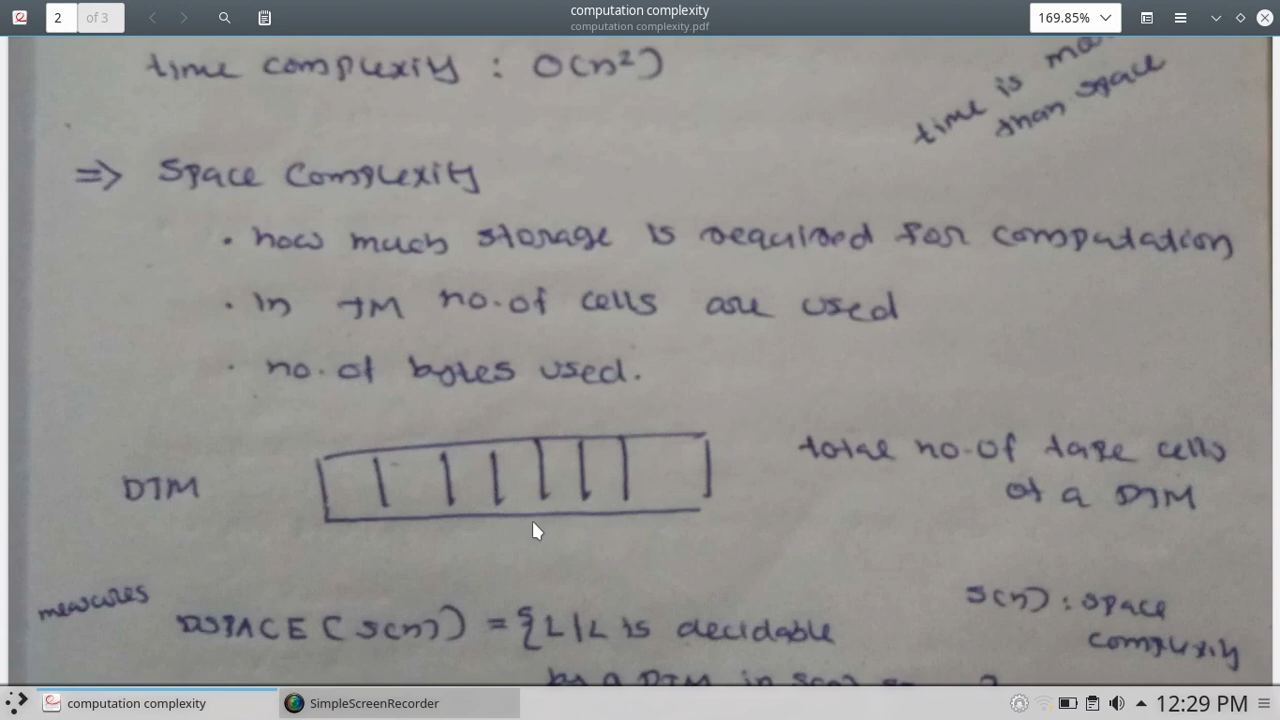 2 of 3
computation complexity
computation complexity.pdf
169.85%
time complexity : O(n²)
time is
than space
=> Space Complexity
• how much storage is required for computation
• in TM no. of cells are used
• no. of bytes used.
DTM
total no. of tape cells
of a DTM
measures
DSPACE (S(n)) = {L|L is decidable
S(n) : space
complexity
by a DTM in S(n)
computation complexity
SimpleScreenRecorder
12:29 PM